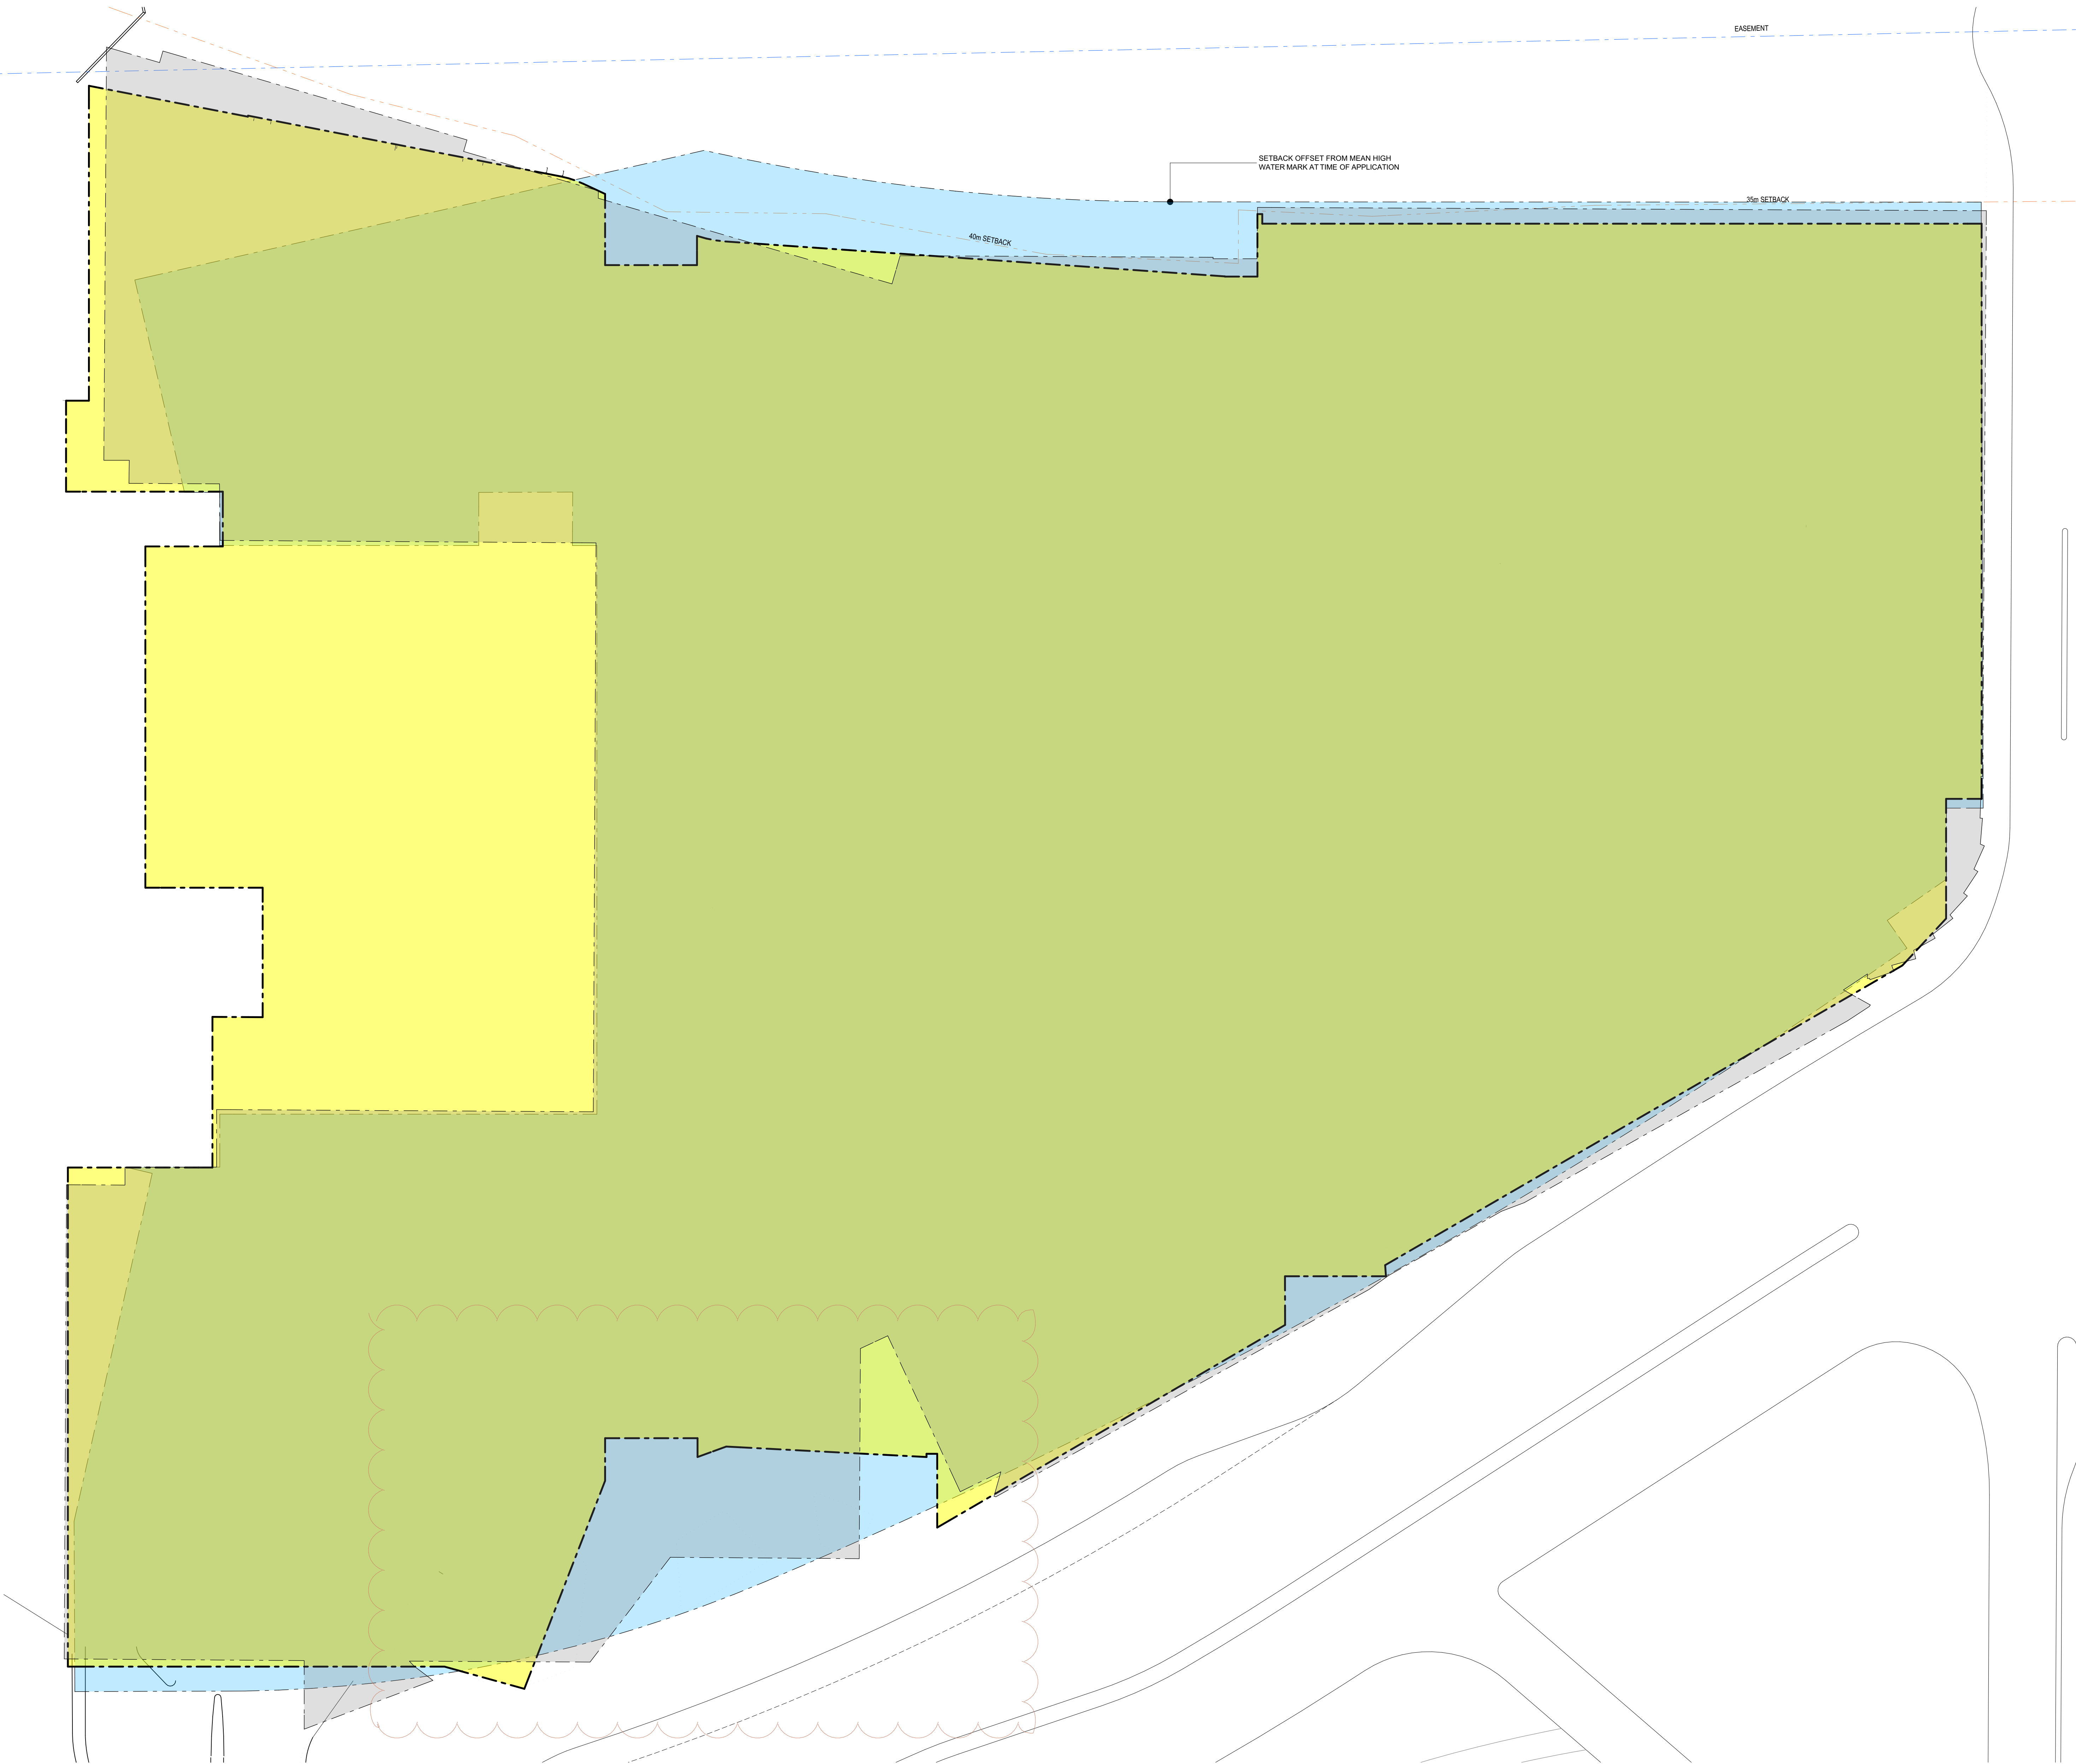 EASEMENT
SETBACK OFFSET FROM MEAN HIGH
WATER MARK AT TIME OF APPLICATION
35m SETBACK
40m SETBACK